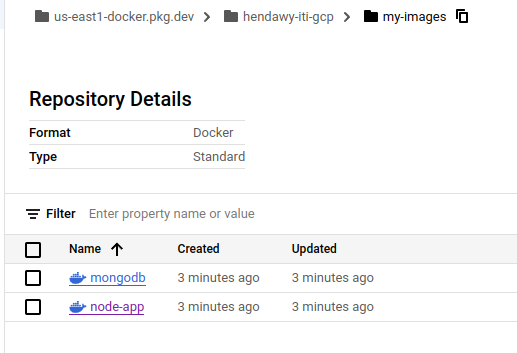 us-east1-docker.pkg.dev > hendawy-iti-gcp > my-images
Repository Details
Format Docker
Type Standard
Filter Enter property name or value
Name Created Updated
mongodb 3 minutes ago 3 minutes ago
node-app 3 minutes ago 3 minutes ago